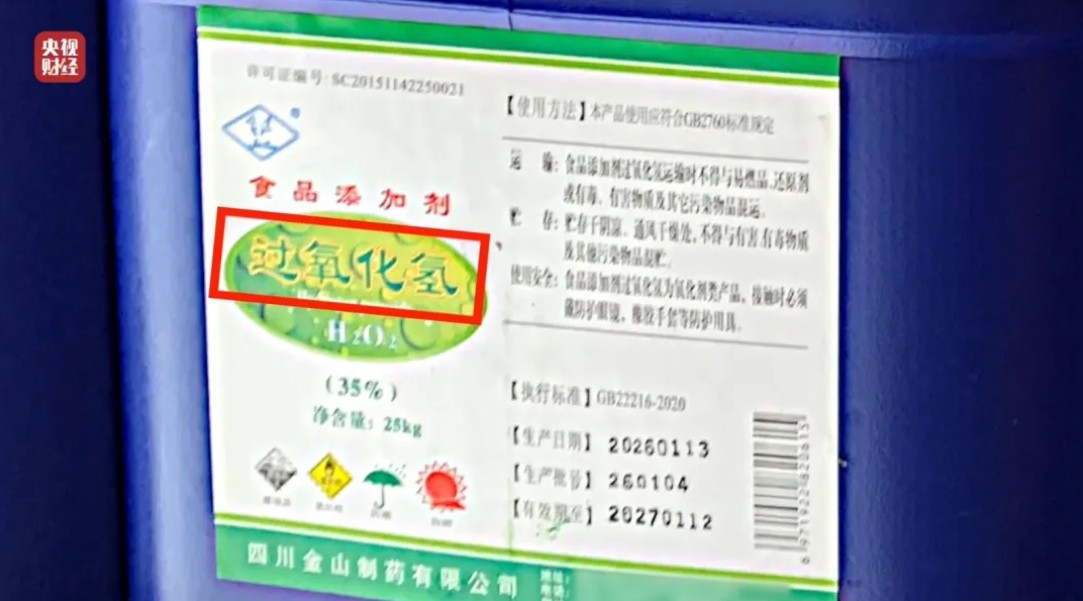 央视
财经
许可证编号: SC20151142250021
食品添加剂
过氧化氢
H₂O₂
(35%)
净含量: 25kg
四川金山制药有限公司
【使用方法】本产品使用应符合GB2760标准规定
运 输: 食品添加剂过氧化氢运输时不得与易燃品、还原剂
或有毒、有害物质及其它污染物品混运。
贮 存: 贮存于阴凉、通风干燥处, 不得与有害、有毒物质
及其他污染物品混贮。
使用安全: 食品添加剂过氧化氢为氧化剂类产品, 接触时必须
戴防护眼镜、橡胶手套等防护用具。
【执行标准】GB22216-2020
【生产日期】20260113
【生产批号】260104
【有效期至】20270112
6971922820615